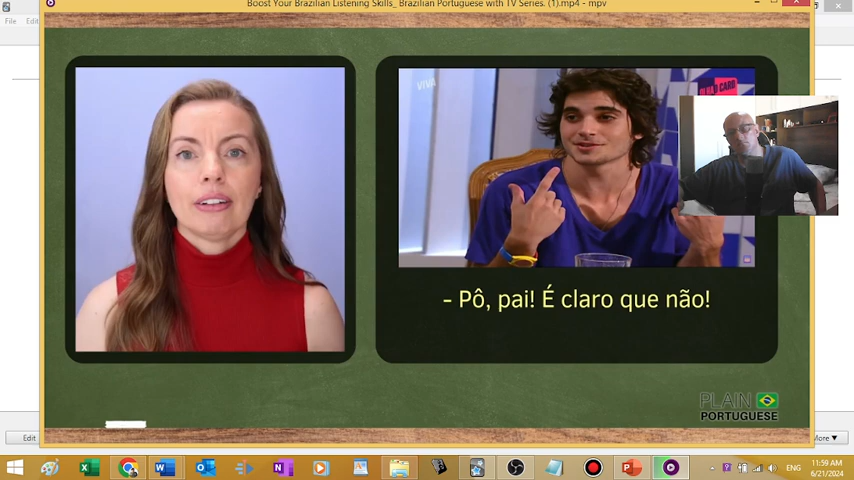 Boost Your Brazilian Listening Skills_ Brazilian Portuguese with TV Series. (1).mp4 - mpv
File
VIVA
- Pô, pai! É claro que não!
PLAIN
PORTUGUESE
Edit
More
ENG
11:59 AM
6/21/2024